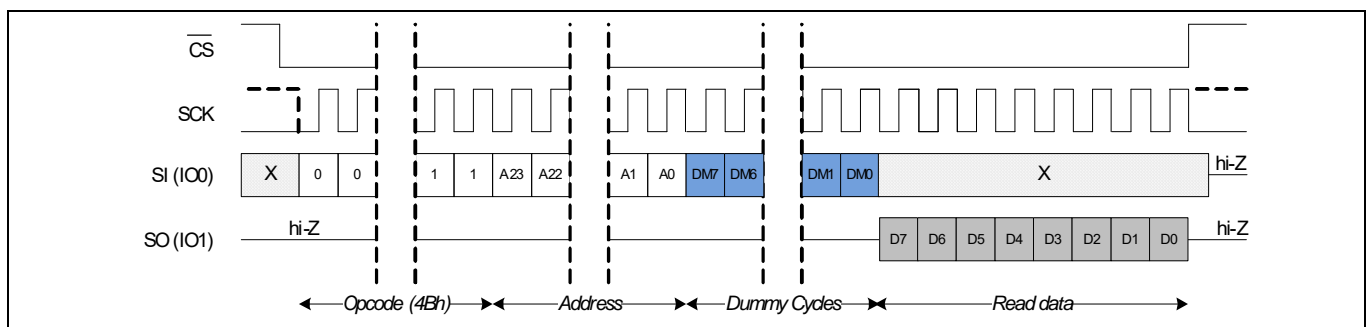 CS
SCK
SI (IO0) X 0 0 1 1 A23 A22 A1 A0 DM7 DM6 DM1 DM0 X hi-Z
SO (IO1) hi-Z D7 D6 D5 D4 D3 D2 D1 D0 hi-Z
Opcode (4Bh) Address Dummy Cycles Read data